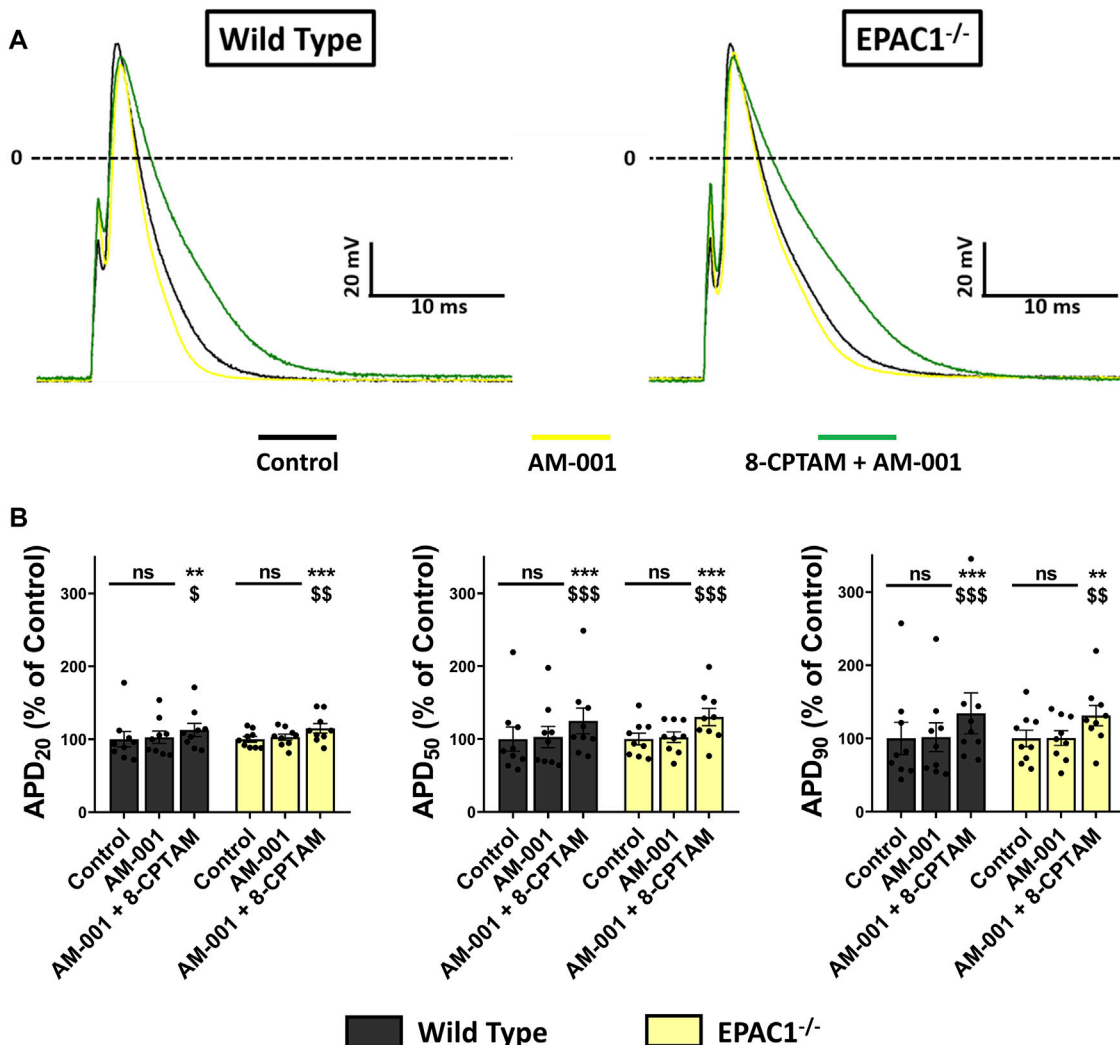 A
Wild Type
EPAC1-/-
0
0
20 mV
10 ms
20 mV
10 ms
Control
AM-001
8-CPTAM + AM-001
B
APD20 (% of Control)
300
200
100
0
ns
**
$
ns
***
$$
Control
AM-001
AM-001 + 8-CPTAM
Control
AM-001
AM-001 + 8-CPTAM
APD50 (% of Control)
300
200
100
0
ns
***
$$$
ns
***
$$$
Control
AM-001
AM-001 + 8-CPTAM
Control
AM-001
AM-001 + 8-CPTAM
APD90 (% of Control)
300
200
100
0
ns
***
$$$
ns
**
$$
Control
AM-001
AM-001 + 8-CPTAM
Control
AM-001
AM-001 + 8-CPTAM
Wild Type
EPAC1-/-